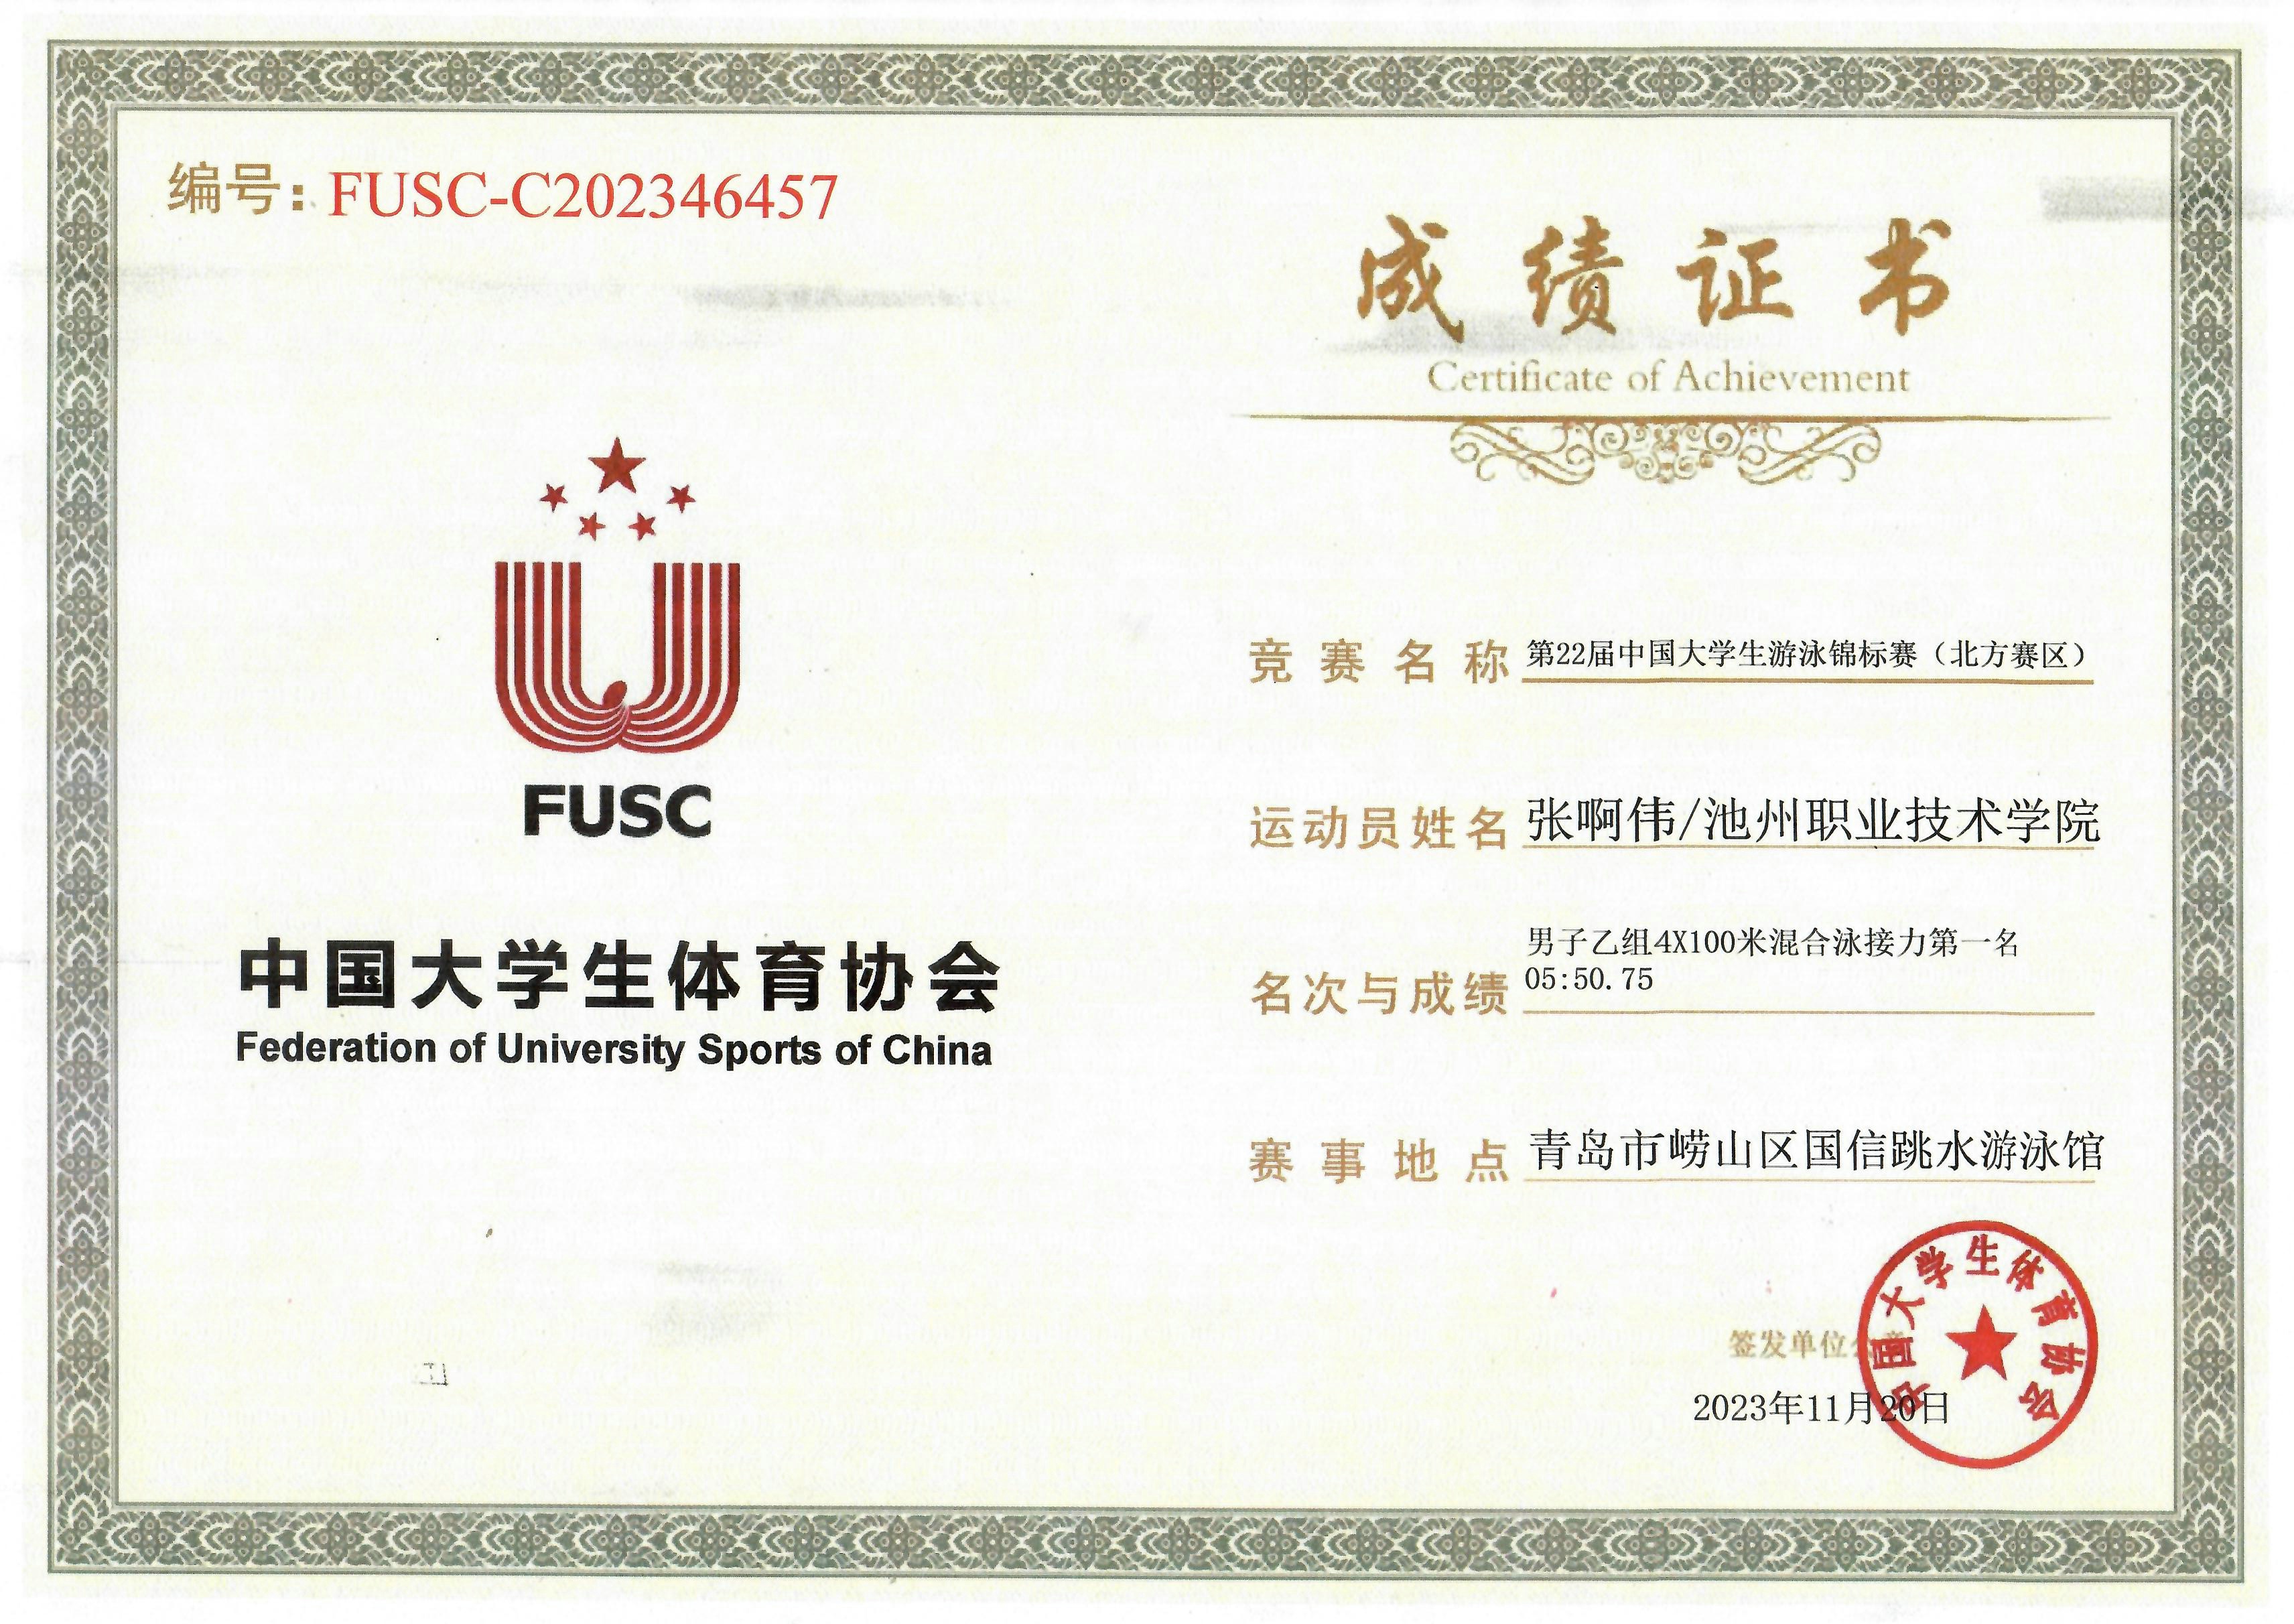 编号：FUSC-C202346457
FUSC
中国大学生体育协会
Federation of University Sports of China
成绩证书
Certificate of Achievement
竞赛名称 第22届中国大学生游泳锦标赛（北方赛区）
运动员姓名 张啊伟/池州职业技术学院
名次与成绩 男子乙组4X100米混合泳接力第一名
05:50.75
赛事地点 青岛市崂山区国信跳水游泳馆
签发单位公章
2023年11月20日
中国大学生体育协会